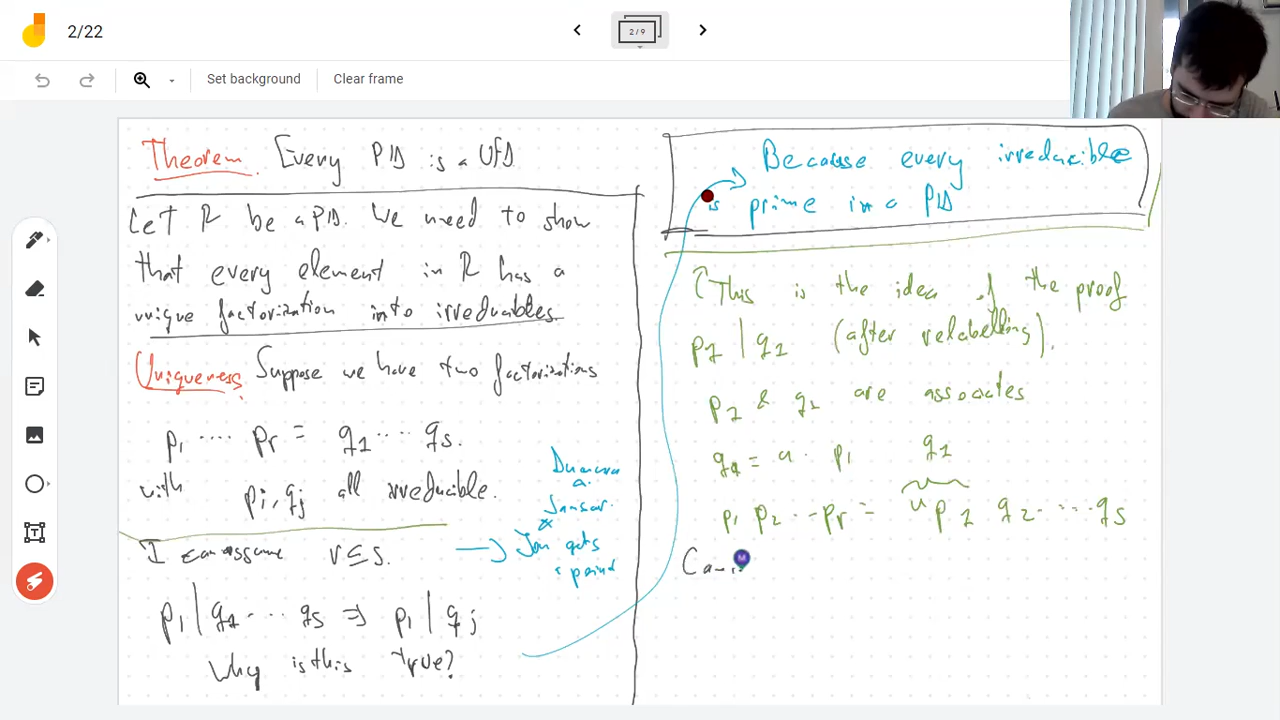 2/22
2/9
Set background
Clear frame
Theorem. Every PID is a UFD.
Let R be a PID. We need to show
that every element in R has a
unique factorization into irreducibles.
Uniqueness. Suppose we have two factorizations
p1 .... pr = q1 ... qs.
with pi, qj all irreducible.
I can assume r ≤ s.
p1 | q1 ... qs ⇒ p1 | qj
Why is this true?
a.
&
→ Jon gets
a point
Because every irreducible
is prime in a PID
This is the idea of the proof
p1 | q1 (after relabelling).
p1 & q1 are associates
q1 = u · p1
q1
p1 p2 ... pr = u p1 q2 .... qs
M